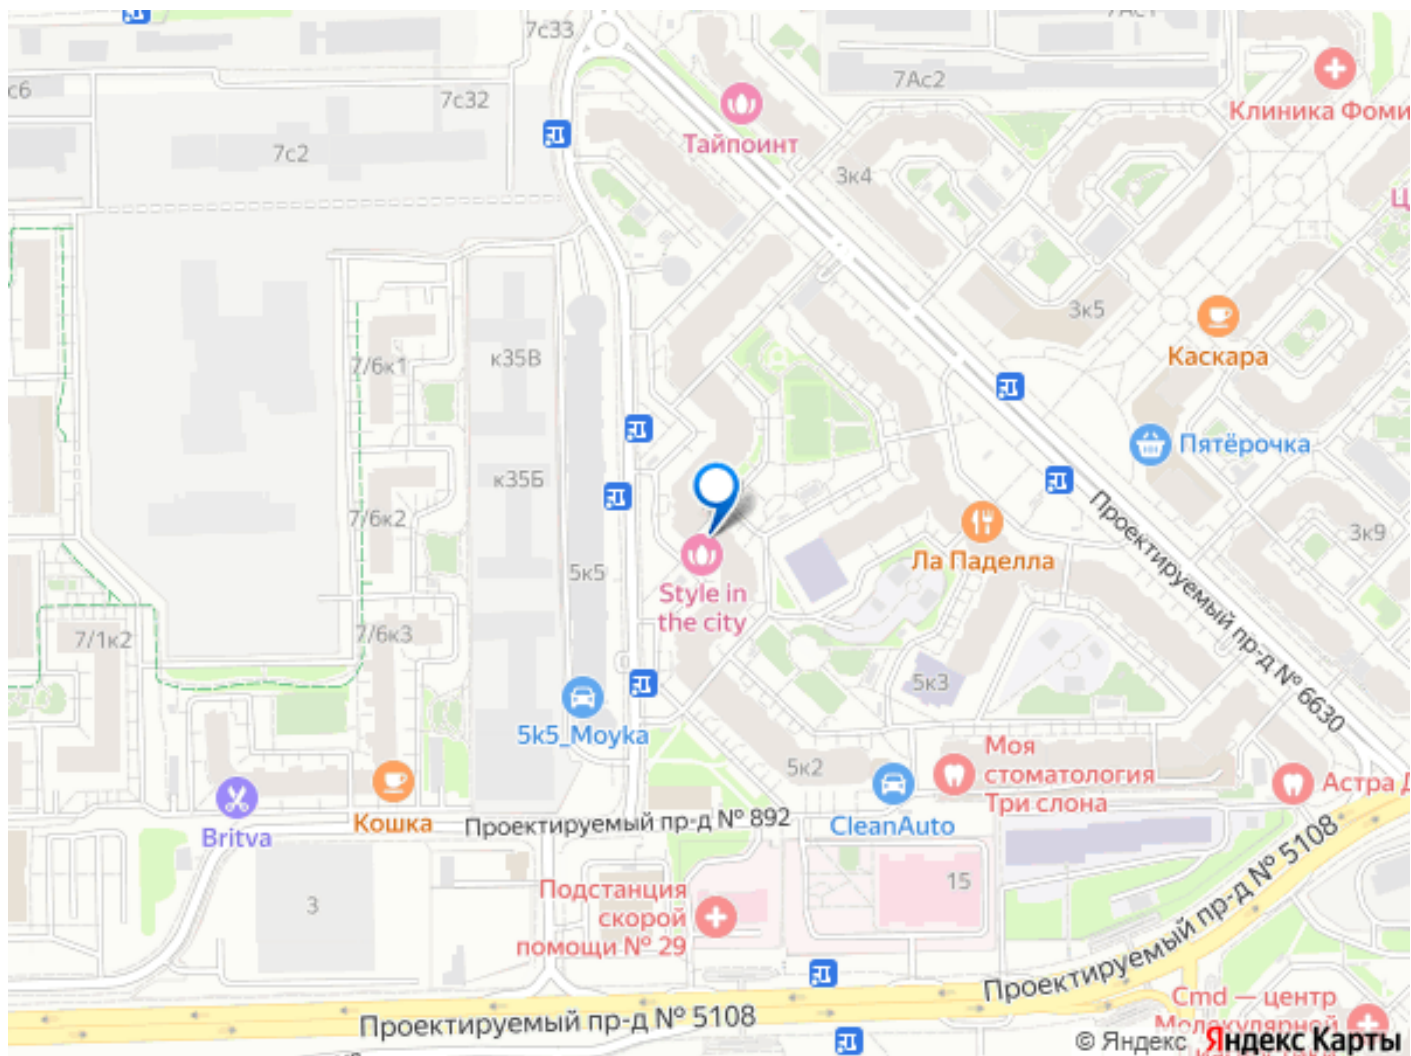 7с33
7Ас2
с6
7с32
Клиника Фоми
7с2
Тайпоинт
3к4
Ц
3к5
к35В
7/6к1
Каскара
Пятёрочка
к35Б
7/6к2
3к9
Ла Паделла
5к5
Style in
the city
7/1к2
7/6к3
Проектируемый пр-д № 6630
5к3
5k5_Moyka
5к2
Моя
стоматология
Три слона
Астра Д
Britva
Кошка
Проектируемый пр-д № 892
CleanAuto
Проектируемый пр-д № 5108
15
3
Подстанция
скорой
помощи № 29
Проектируемый пр-д № 5108
Cmd — центр
Молекулярной
© Яндекс Яндекс Карты